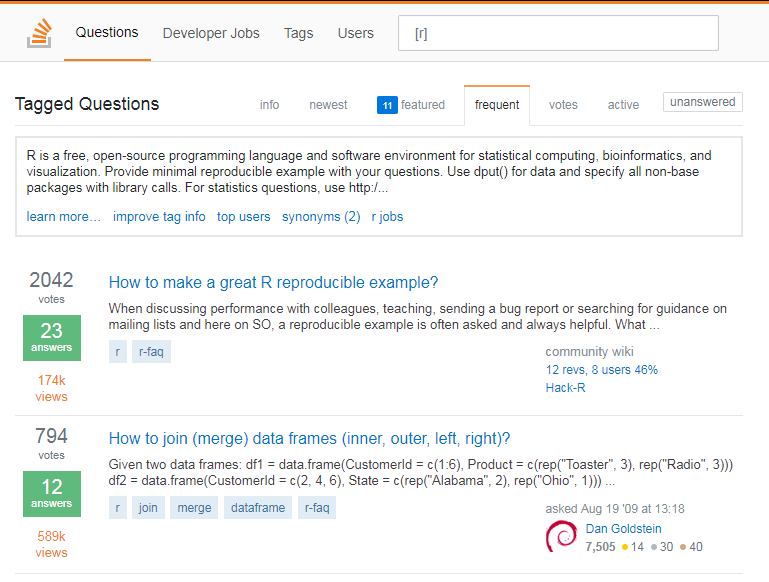 Questions Developer Jobs Tags Users [r]
Tagged Questions info newest 11 featured frequent votes active unanswered
R is a free, open-source programming language and software environment for statistical computing, bioinformatics, and
visualization. Provide minimal reproducible example with your questions. Use dput() for data and specify all non-base
packages with library calls. For statistics questions, use http:/...
learn more… improve tag info top users synonyms (2) r jobs
2042
votes
23
answers
174k
views
How to make a great R reproducible example?
When discussing performance with colleagues, teaching, sending a bug report or searching for guidance on
mailing lists and here on SO, a reproducible example is often asked and always helpful. What ...
r r-faq
community wiki
12 revs, 8 users 46%
Hack-R
794
votes
12
answers
589k
views
How to join (merge) data frames (inner, outer, left, right)?
Given two data frames: df1 = data.frame(CustomerId = c(1:6), Product = c(rep("Toaster", 3), rep("Radio", 3)))
df2 = data.frame(CustomerId = c(2, 4, 6), State = c(rep("Alabama", 2), rep("Ohio", 1))) ...
r join merge dataframe r-faq
asked Aug 19 '09 at 13:18
Dan Goldstein
7,505 14 30 40